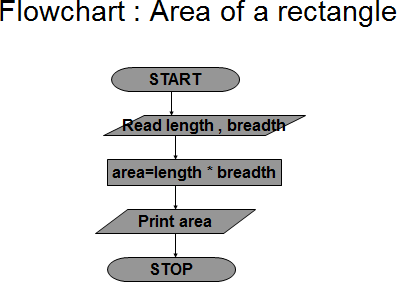 Flowchart : Area of a rectangle
START
Read length , breadth
area=length * breadth
Print area
STOP